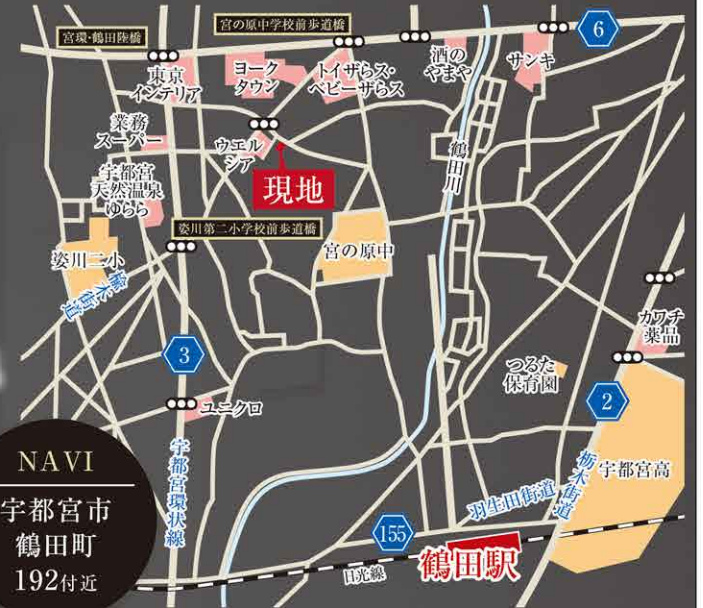 宮環・鶴田陸橋
宮の原中学校前歩道橋
6
東京
インテリア
ヨーク
タウン
トイザらス・
ベビーザらス
酒の
やまや
サンキ
業務
スーパー
ウエル
シア
現地
鶴田川
宇都宮
天然温泉
ゆらら
姿川第二小学校前歩道橋
宮の原中
姿川二小
栃木街道
カワチ
薬品
3
つるた
保育園
2
ユニクロ
NAVI
宇都宮市
鶴田町
192付近
宇都宮環状線
宇都宮高
栃木街道
羽生田街道
155
日光線
鶴田駅